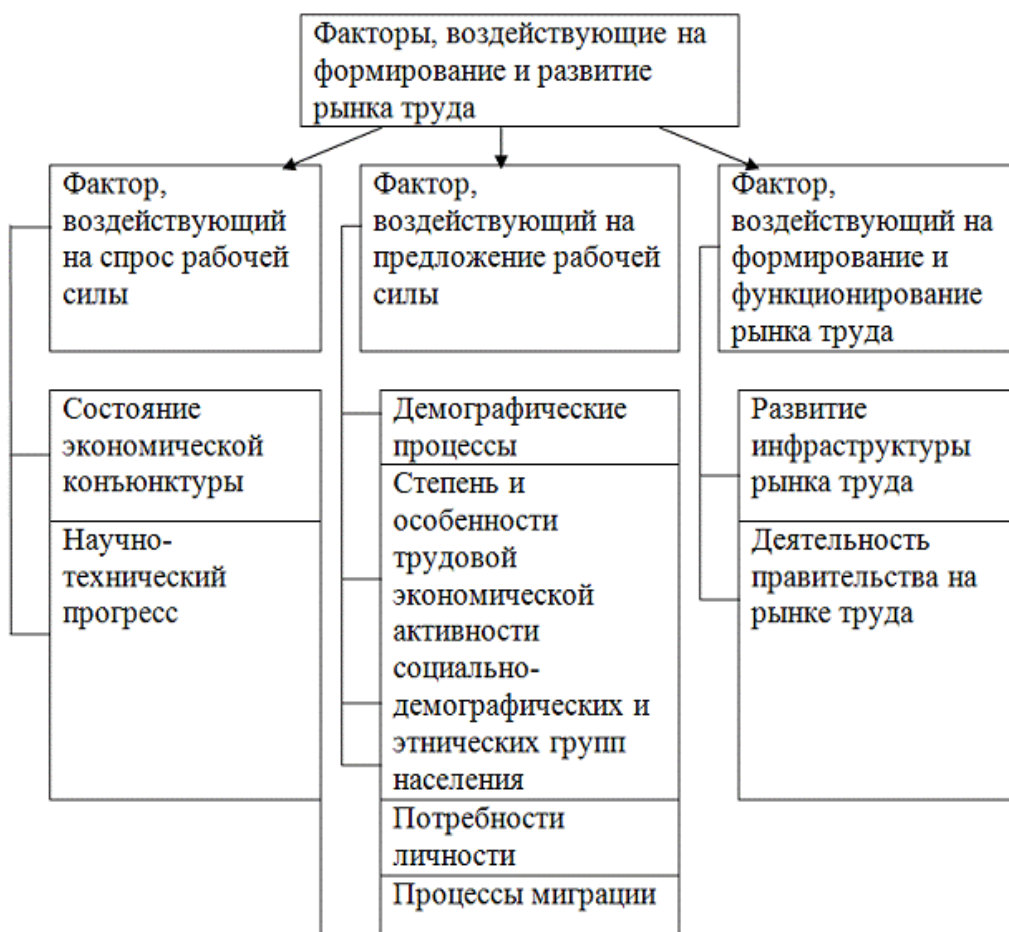 Факторы, воздействующие на
формирование и развитие
рынка труда
Фактор,
воздействующий
на спрос рабочей
силы
Фактор,
воздействующий на
предложение рабочей
силы
Фактор,
воздействующий на
формирование и
функционирование
рынка труда
Состояние
экономической
конъюнктуры
Научно-
технический
прогресс
Демографические
процессы
Степень и
особенности
трудовой
экономической
активности
социально-
демографических и
этнических групп
населения
Потребности
личности
Процессы миграции
Развитие
инфраструктуры
рынка труда
Деятельность
правительства на
рынке труда